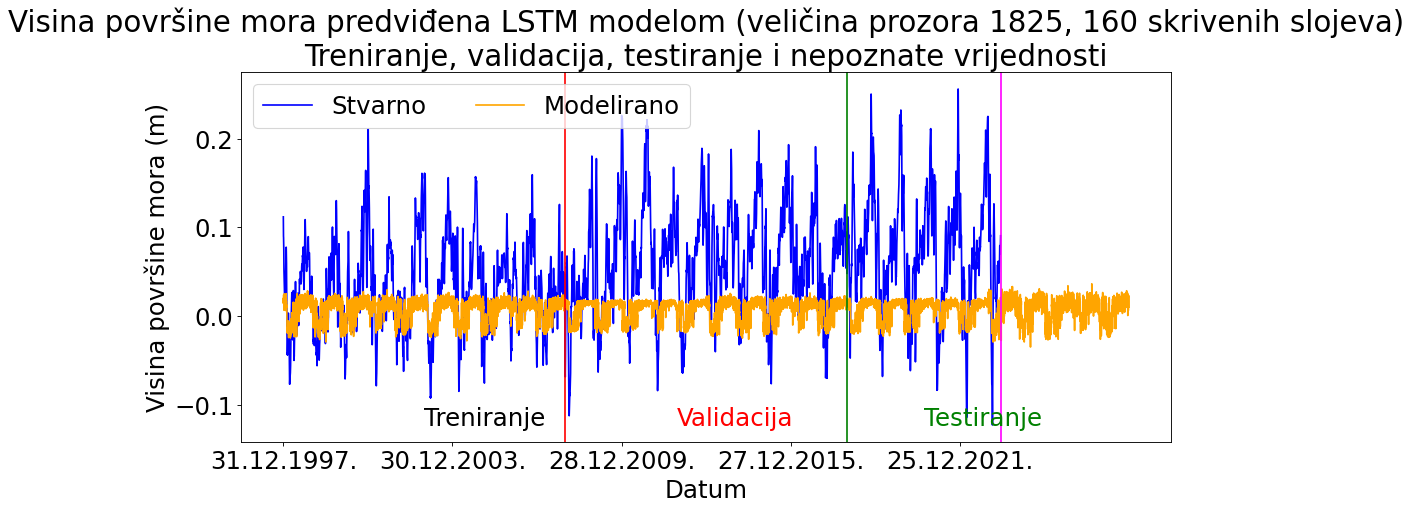 Visina površine mora predviđena LSTM modelom (veličina prozora 1825, 160 skrivenih slojeva)
Treniranje, validacija, testiranje i nepoznate vrijednosti
Stvarno
Modelirano
Visina površine mora (m)
0.2
0.1
0.0
−0.1
Treniranje
Validacija
Testiranje
31.12.1997.
30.12.2003.
28.12.2009.
27.12.2015.
25.12.2021.
Datum